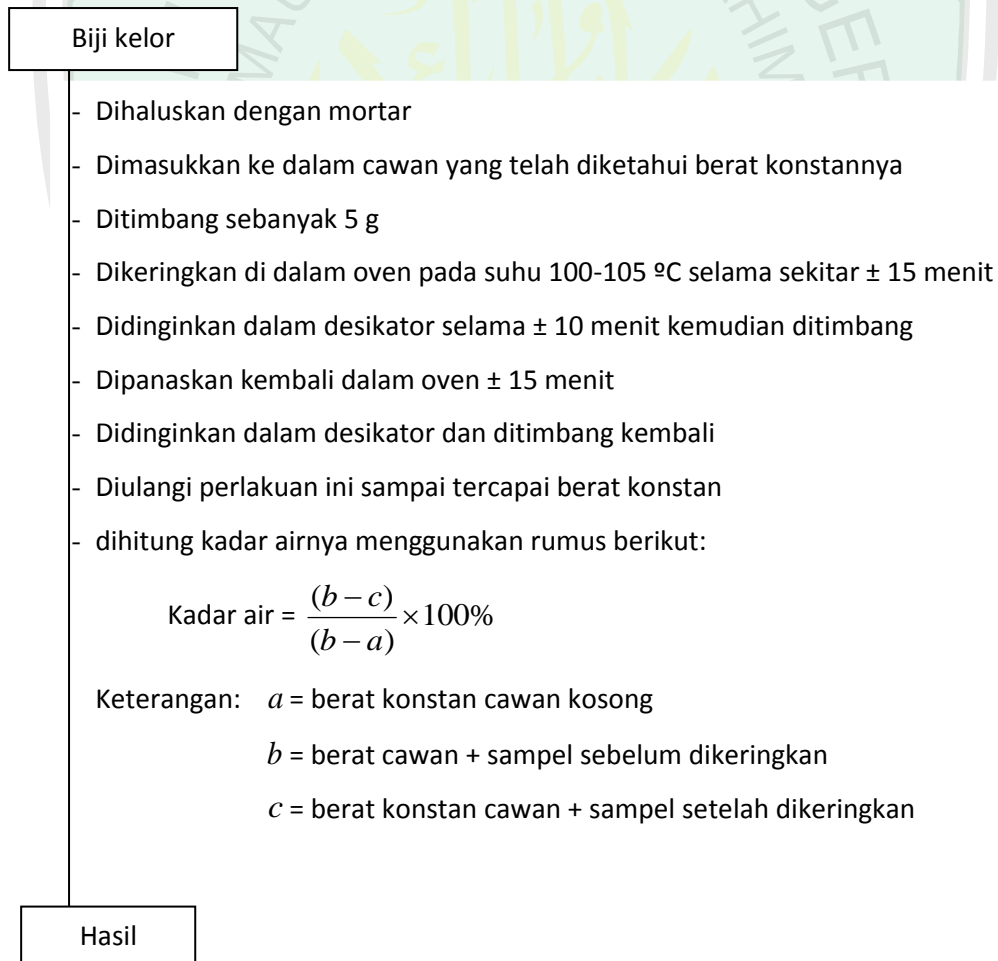 Biji kelor
- Dihaluskan dengan mortar
- Dimasukkan ke dalam cawan yang telah diketahui berat konstannya
- Ditimbang sebanyak 5 g
- Dikeringkan di dalam oven pada suhu 100-105 ºC selama sekitar ± 15 menit
- Didinginkan dalam desikator selama ± 10 menit kemudian ditimbang
- Dipanaskan kembali dalam oven ± 15 menit
- Didinginkan dalam desikator dan ditimbang kembali
- Diulangi perlakuan ini sampai tercapai berat konstan
- dihitung kadar airnya menggunakan rumus berikut:
Kadar air = (b − c) / (b − a) × 100%
Keterangan: a = berat konstan cawan kosong
b = berat cawan + sampel sebelum dikeringkan
c = berat konstan cawan + sampel setelah dikeringkan
Hasil